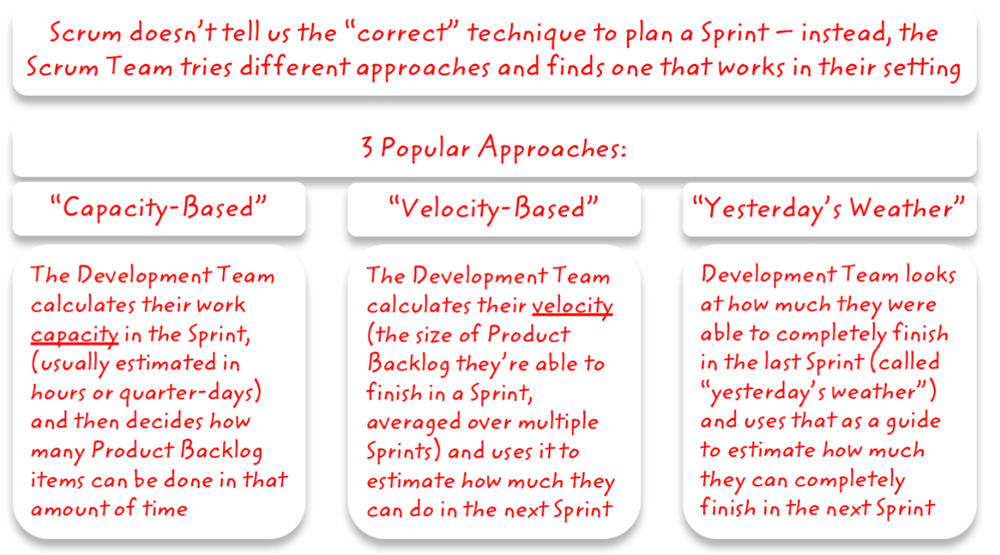 Scrum doesn't tell us the “correct” technique to plan a Sprint – instead, the
Scrum Team tries different approaches and finds one that works in their setting
3 Popular Approaches:
“Capacity-Based”
The Development Team
calculates their work
capacity in the Sprint,
(usually estimated in
hours or quarter-days)
and then decides how
many Product Backlog
items can be done in that
amount of time
“Velocity-Based”
The Development Team
calculates their velocity
(the size of Product
Backlog they're able to
finish in a Sprint,
averaged over multiple
Sprints) and uses it to
estimate how much they
can do in the next Sprint
“Yesterday's Weather”
Development Team looks
at how much they were
able to completely finish
in the last Sprint (called
“yesterday's weather”)
and uses that as a guide
to estimate how much
they can completely
finish in the next Sprint